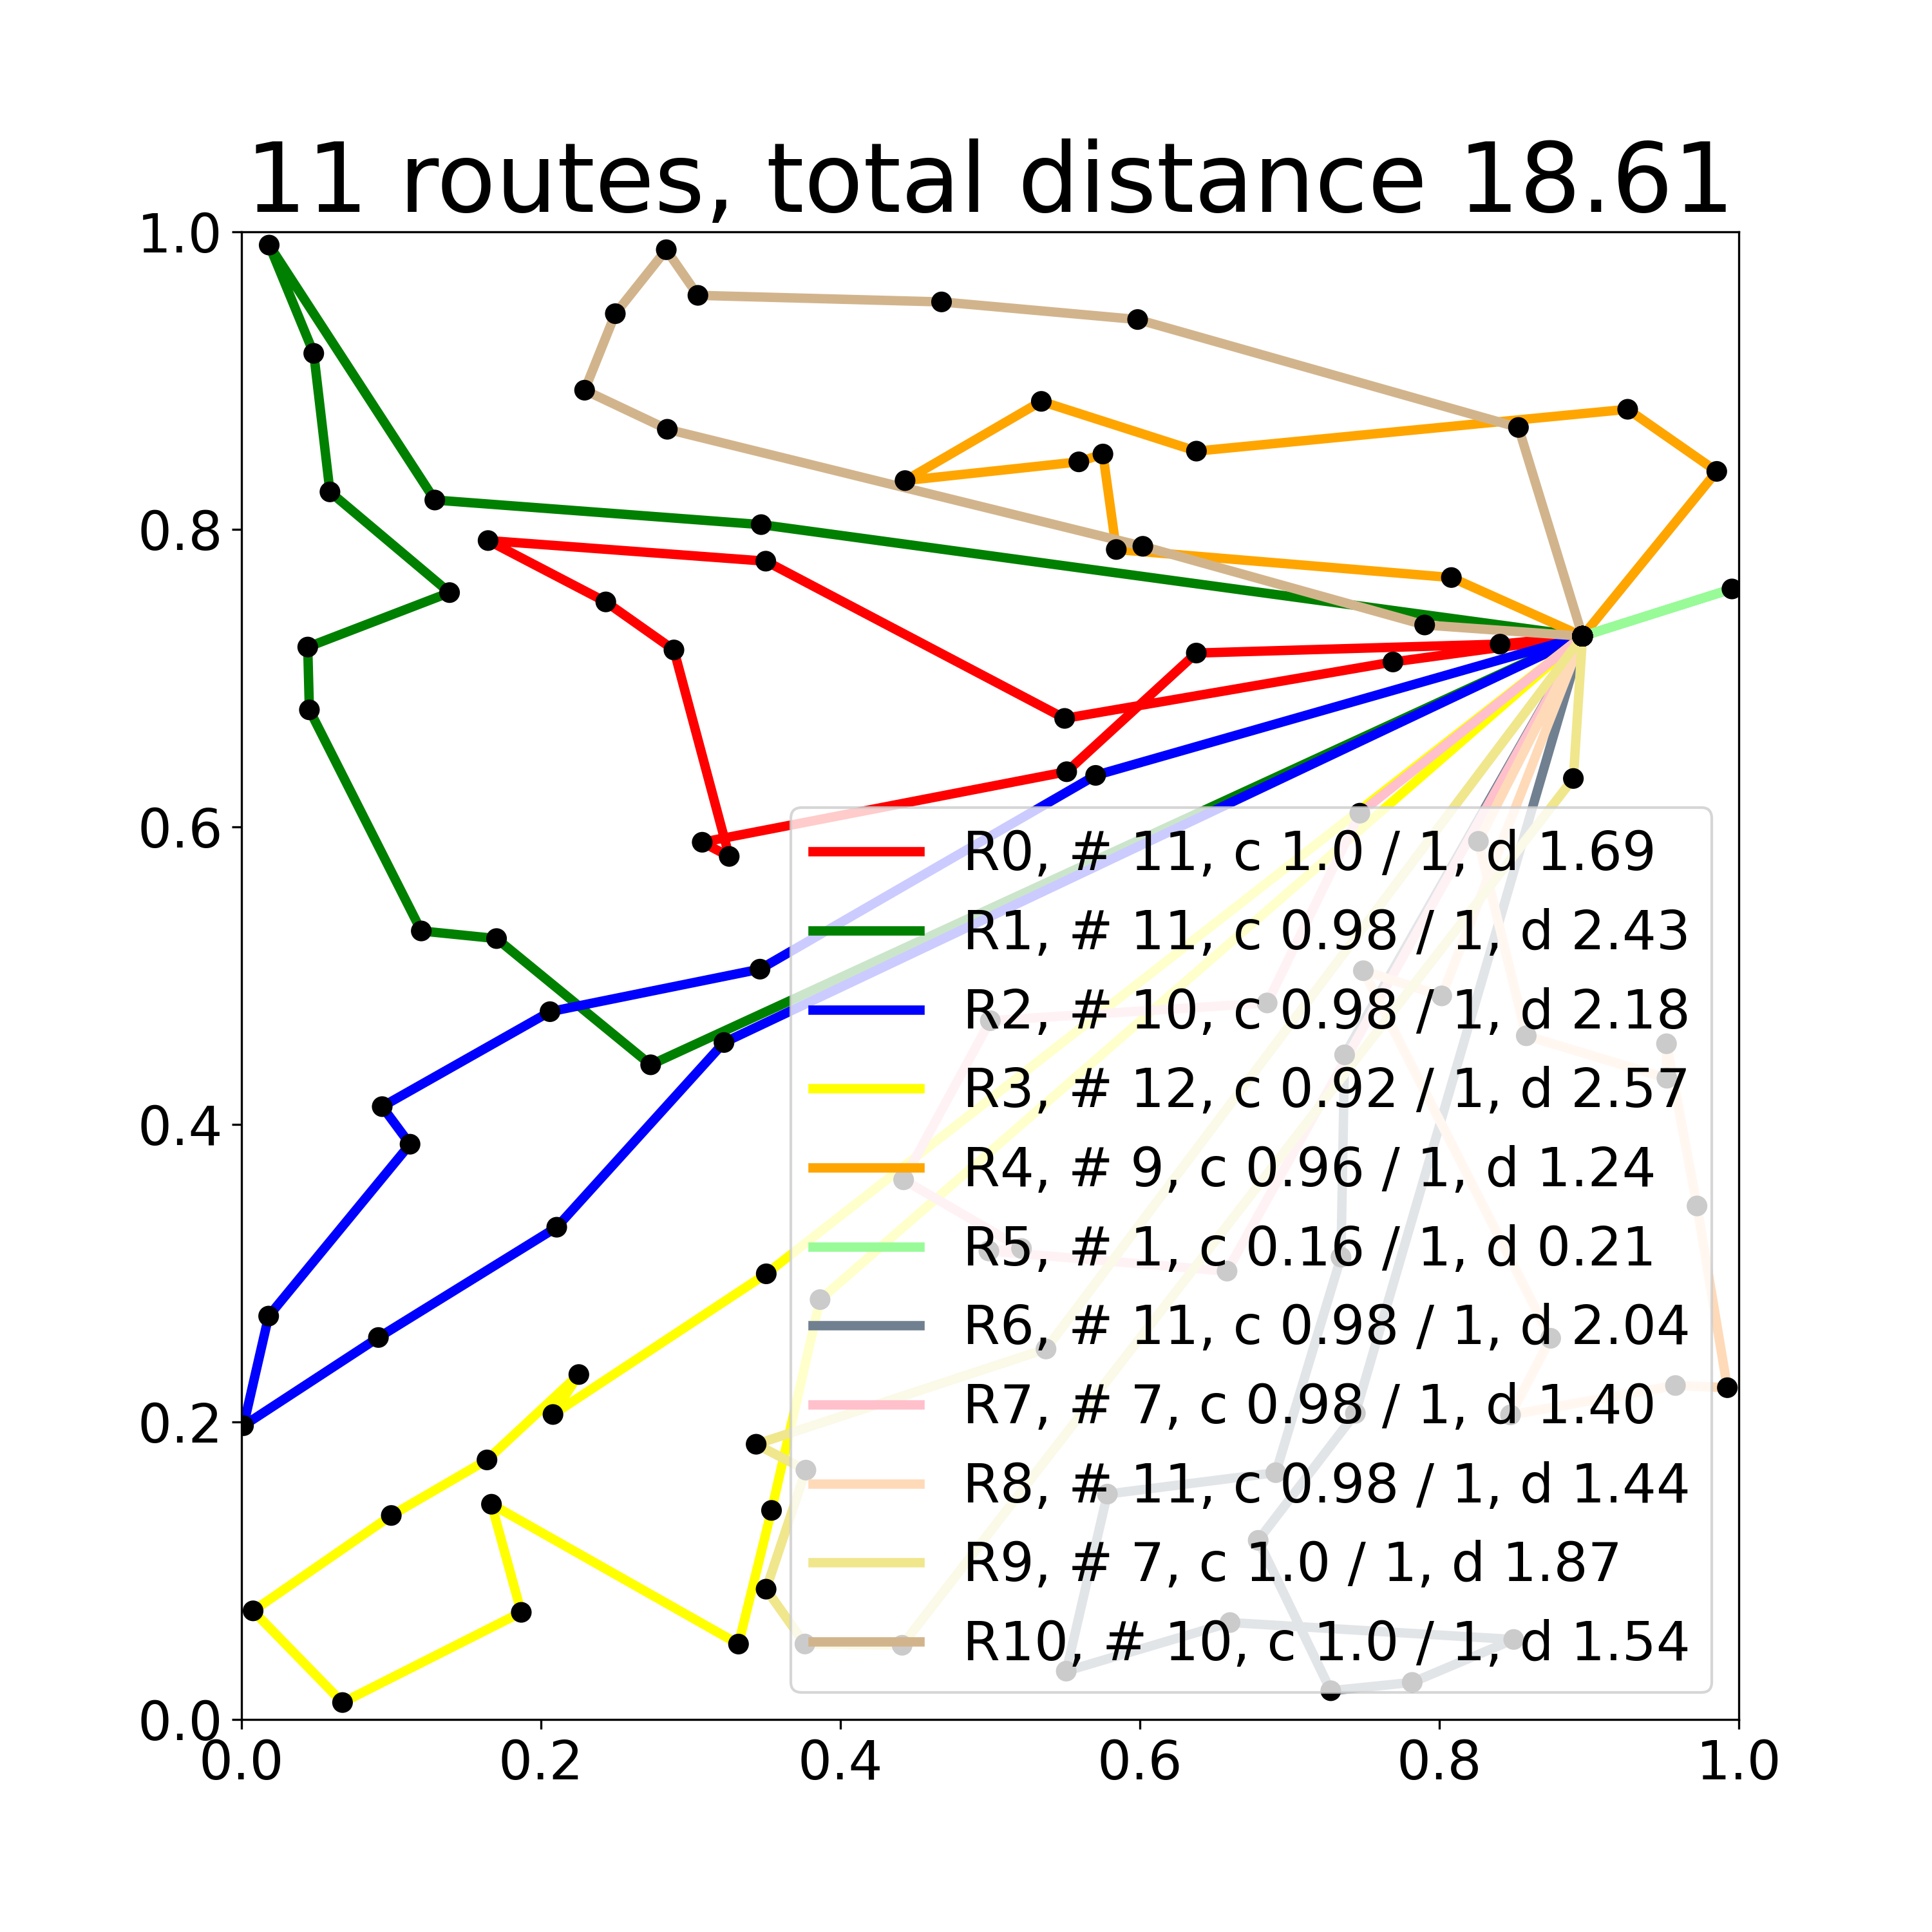 11 routes, total distance 18.61
1.0
0.8
0.6
0.4
0.2
0.0
R0, # 11, c 1.0 / 1, d 1.69
R1, # 11, c 0.98 / 1, d 2.43
R2, # 10, c 0.98 / 1, d 2.18
R3, # 12, c 0.92 / 1, d 2.57
R4, # 9, c 0.96 / 1, d 1.24
R5, # 1, c 0.16 / 1, d 0.21
R6, # 11, c 0.98 / 1, d 2.04
R7, # 7, c 0.98 / 1, d 1.40
R8, # 11, c 0.98 / 1, d 1.44
R9, # 7, c 1.0 / 1, d 1.87
R10, # 10, c 1.0 / 1, d 1.54
0.0 0.2 0.4 0.6 0.8 1.0